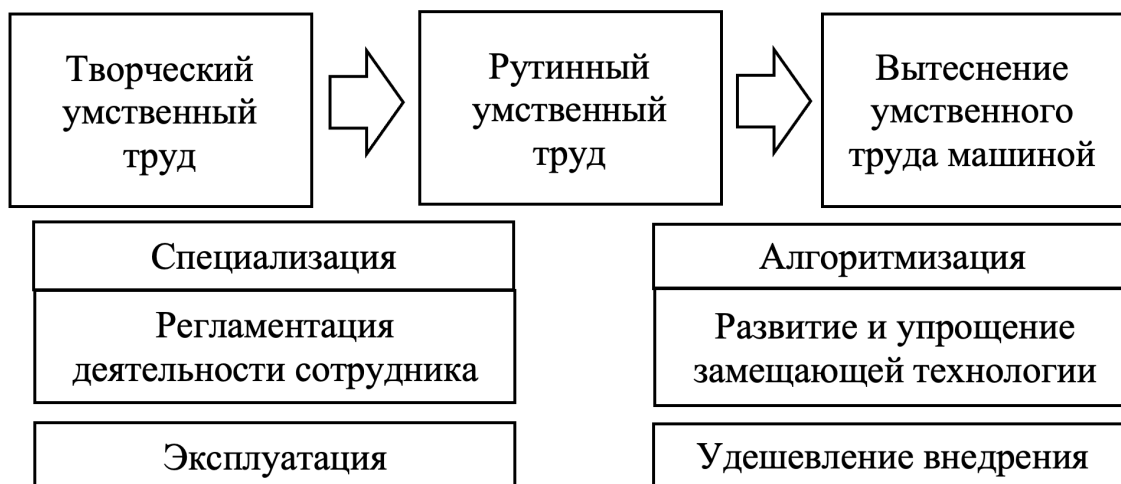 Творческий
умственный
труд
Рутинный
умственный
труд
Вытеснение
умственного
труда машиной
Специализация
Регламентация
деятельности сотрудника
Эксплуатация
Алгоритмизация
Развитие и упрощение
замещающей технологии
Удешевление внедрения